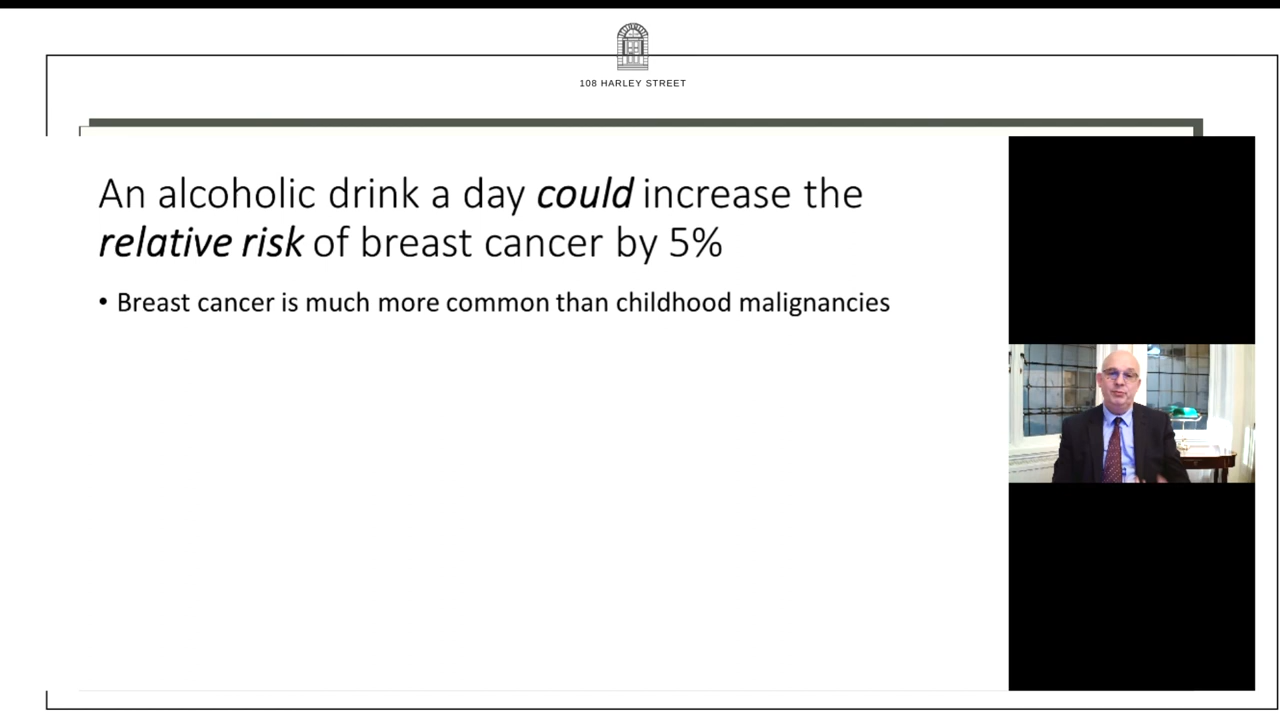 108 HARLEY STREET
An alcoholic drink a day could increase the
relative risk of breast cancer by 5%
• Breast cancer is much more common than childhood malignancies